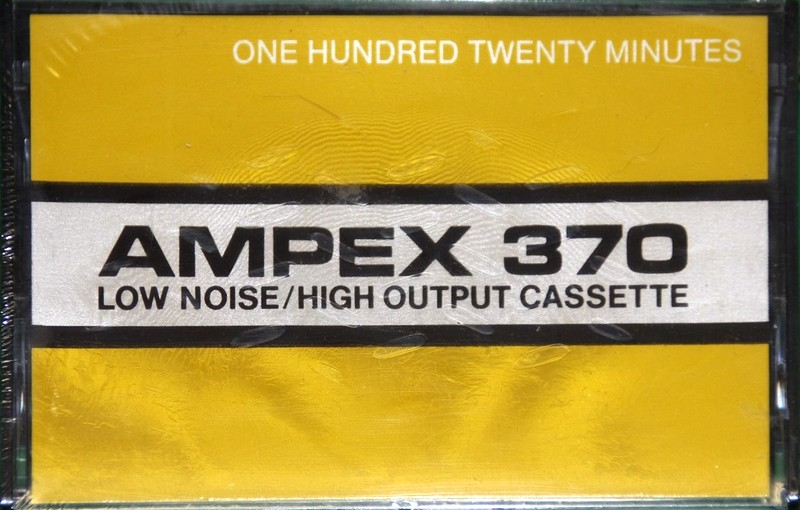 ONE HUNDRED TWENTY MINUTES
AMPEX 370
LOW NOISE/HIGH OUTPUT CASSETTE